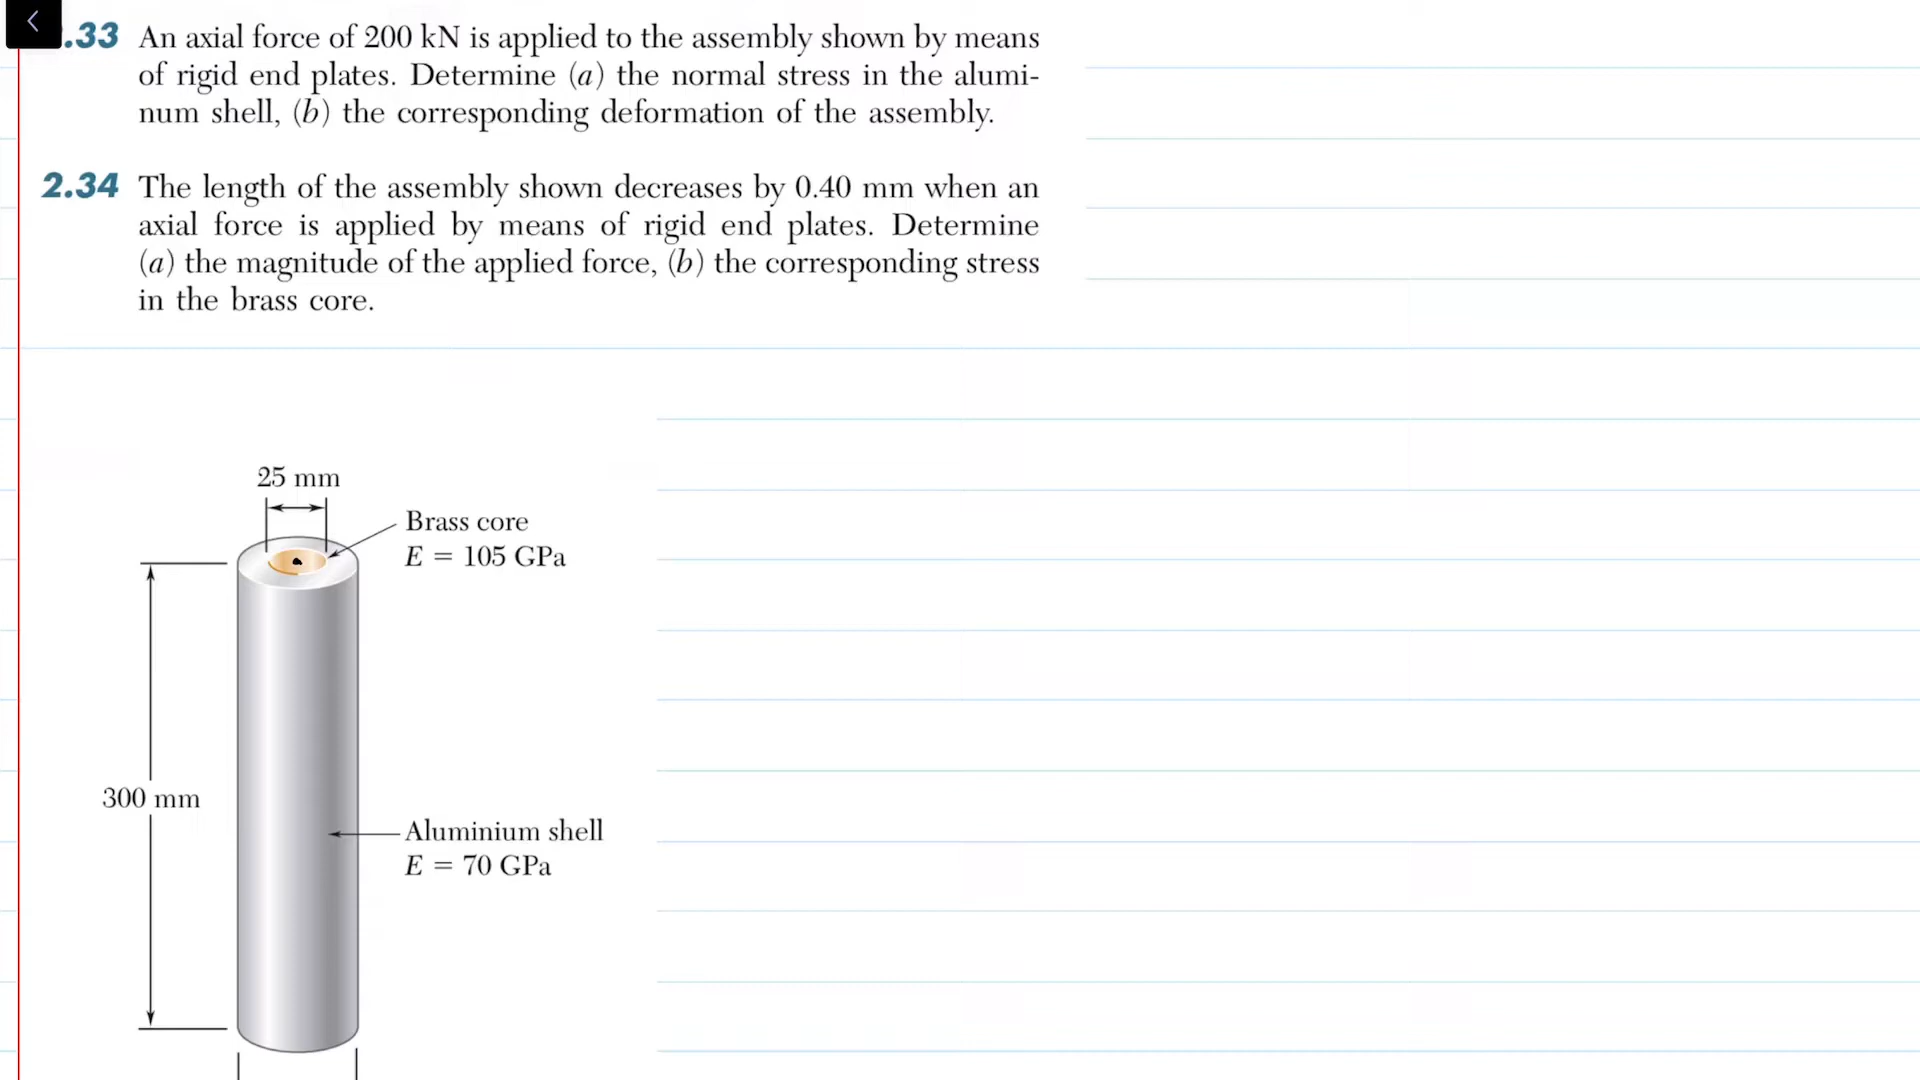 .33 An axial force of 200 kN is applied to the assembly shown by means
of rigid end plates. Determine (a) the normal stress in the alumi-
num shell, (b) the corresponding deformation of the assembly.
2.34 The length of the assembly shown decreases by 0.40 mm when an
axial force is applied by means of rigid end plates. Determine
(a) the magnitude of the applied force, (b) the corresponding stress
in the brass core.
25 mm
Brass core
E = 105 GPa
300 mm
Aluminium shell
E = 70 GPa